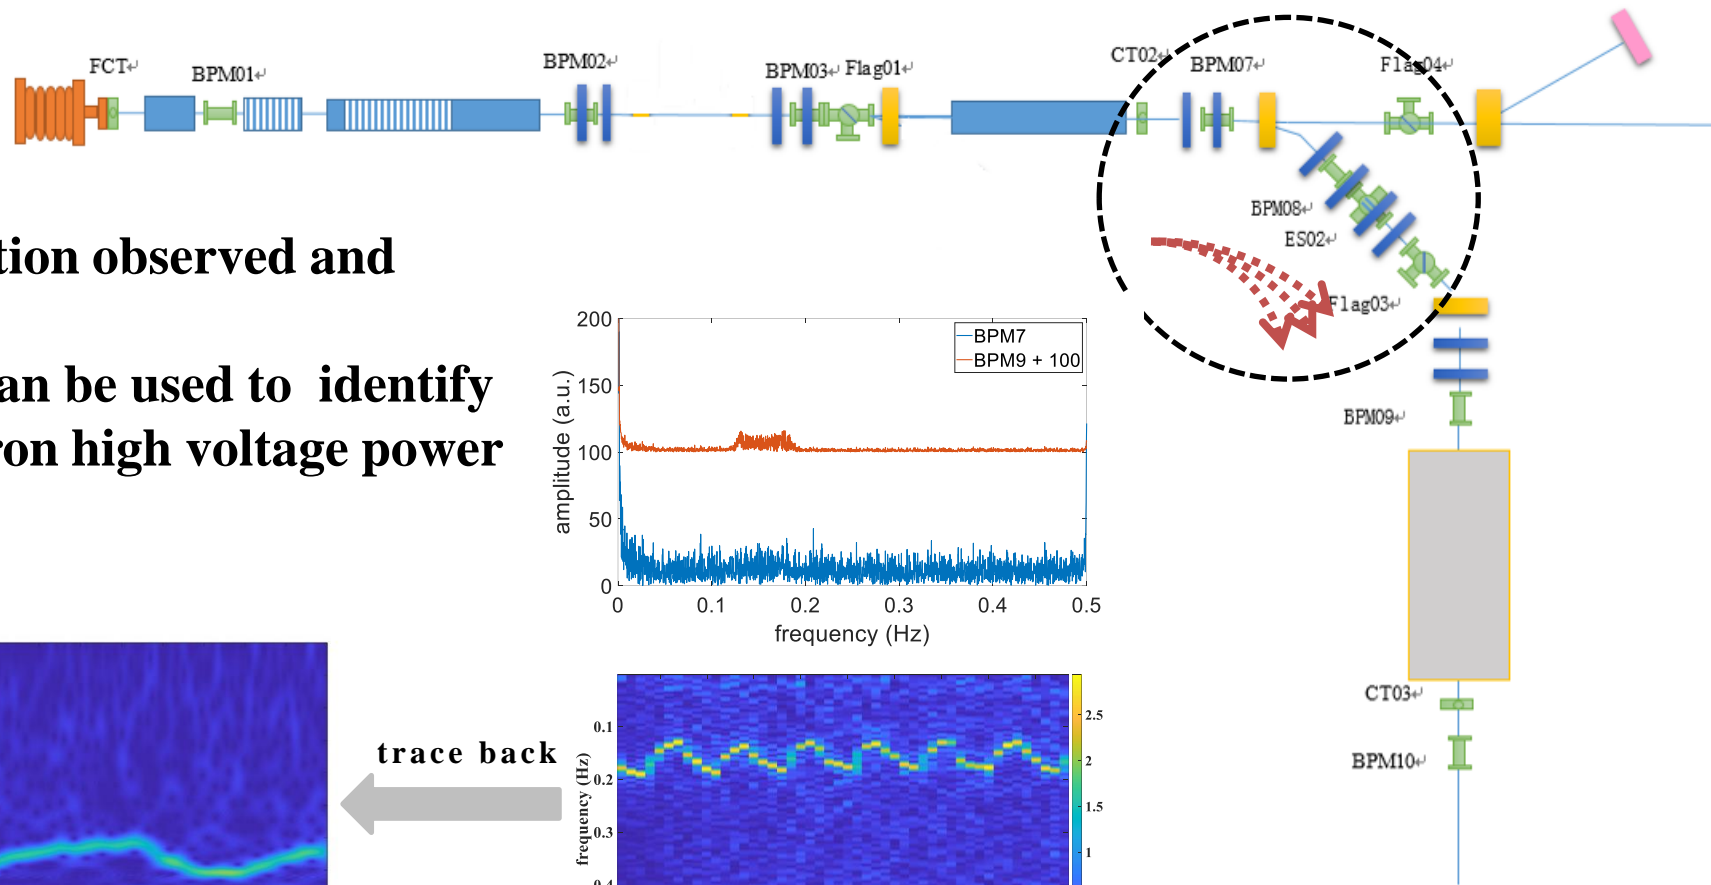 FCT
BPM01
BPM02
BPM03
Flag01
CT02
BPM07
Flag04
BPM08
ES02
Flag03
BPM09
CT03
BPM10
tion observed and
an be used to identify
ron high voltage power
200
150
100
50
0
amplitude (a.u.)
BPM7
BPM9 + 100
0 0.1 0.2 0.3 0.4 0.5
frequency (Hz)
trace back
frequency (Hz)
0.1
0.2
0.3
0.4
2.5
2
1.5
1